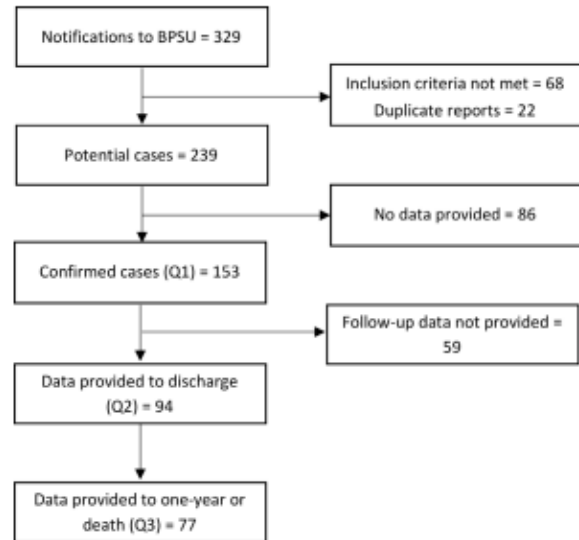 Notifications to BPSU = 329
Inclusion criteria not met = 68
Duplicate reports = 22
Potential cases = 239
No data provided = 86
Confirmed cases (Q1) = 153
Follow-up data not provided =
59
Data provided to discharge
(Q2) = 94
Data provided to one-year or
death (Q3) = 77